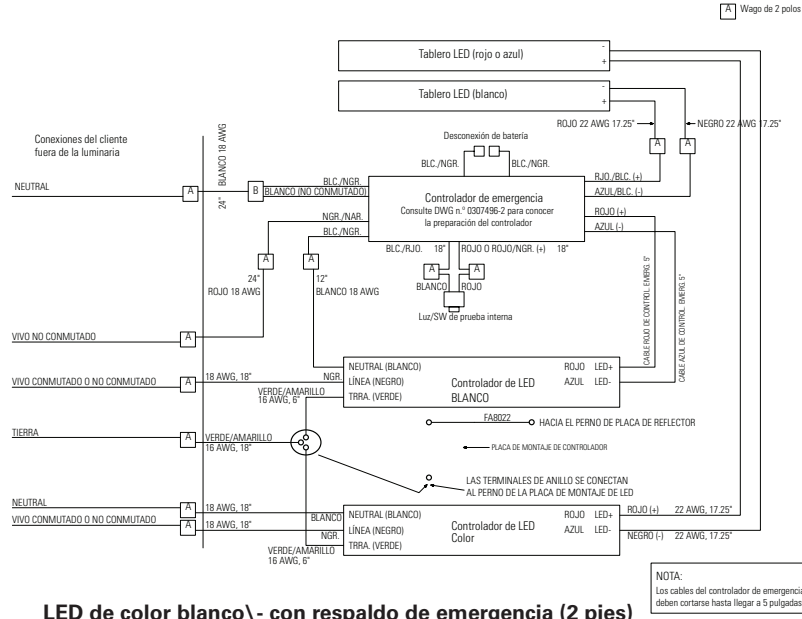 A Wago de 2 polos
Tablero LED (rojo o azul)
-
+
Tablero LED (blanco)
-
+
ROJO 22 AWG 17.25"
NEGRO 22 AWG 17.25"
A
A
Conexiones del cliente
fuera de la luminaria
BLANCO 18 AWG
24"
Desconexión de batería
BLC./NGR.
BLC./NGR.
NEUTRAL
A
B
BLC./NGR.
BLANCO (NO CONMUTADO)
NGR./NAR.
BLC./NGR.
Controlador de emergencia
Consulte DWG n.º 0307496-2 para conocer
la preparación del controlador
RJO./BLC. (+)
AZUL/BLC. (-)
ROJO (+)
AZUL (-)
BLC./RJO. 18"
ROJO O ROJO/NGR. (+) 18"
A
A
A
A
BLANCO
ROJO
Luz/SW de prueba interna
24"
ROJO 18 AWG
12"
BLANCO 18 AWG
CABLE ROJO DE CONTROL EMERG. 5"
CABLE AZUL DE CONTROL EMERG. 5"
VIVO NO CONMUTADO
A
VIVO CONMUTADO O NO CONMUTADO
A
18 AWG, 18"
NGR.
VERDE/AMARILLO
16 AWG, 6"
NEUTRAL (BLANCO)
LÍNEA (NEGRO)
TRRA. (VERDE)
Controlador de LED
BLANCO
ROJO LED+
AZUL LED-
FA8022
HACIA EL PERNO DE PLACA DE REFLECTOR
PLACA DE MONTAJE DE CONTROLADOR
TIERRA
A
VERDE/AMARILLO
16 AWG, 18"
LAS TERMINALES DE ANILLO SE CONECTAN
AL PERNO DE LA PLACA DE MONTAJE DE LED
NEUTRAL
A
18 AWG, 18"
BLANCO
VIVO CONMUTADO O NO CONMUTADO
A
18 AWG, 18"
NGR.
VERDE/AMARILLO
16 AWG, 6"
NEUTRAL (BLANCO)
LÍNEA (NEGRO)
TRRA. (VERDE)
Controlador de LED
Color
ROJO LED+
AZUL LED-
ROJO (+) 22 AWG, 17.25"
NEGRO (-) 22 AWG, 17.25"
NOTA:
Los cables del controlador de emergencia
deben cortarse hasta llegar a 5 pulgadas
LED de color blanco\ - con respaldo de emergencia (2 pies)